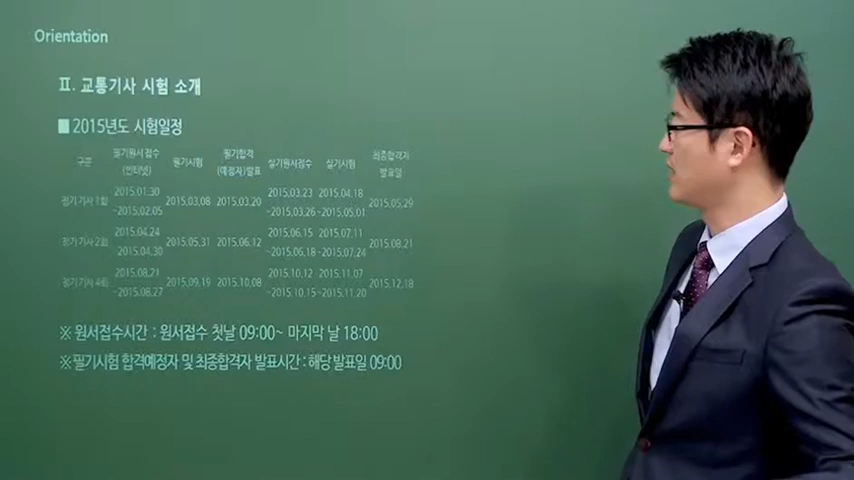 Orientation
Ⅱ. 교통기사 시험 소개
■ 2015년도 시험일정
구분 필기원서접수 (인터넷) 필기시험 필기합격 (예정자)발표 실기원서접수 실기시험 최종합격자 발표일
정기기사 1회 2015.01.30 ~2015.02.05 2015.03.08 2015.03.20 2015.03.23 ~2015.03.26 2015.04.18 ~2015.05.01 2015.05.29
정기기사 2회 2015.04.24 ~2015.04.30 2015.05.31 2015.06.12 2015.06.15 ~2015.06.18 2015.07.11 ~2015.07.24 2015.08.21
정기기사 4회 2015.08.21 ~2015.08.27 2015.09.19 2015.10.08 2015.10.12 ~2015.10.15 2015.11.07 ~2015.11.20 2015.12.18
※ 원서접수시간 : 원서접수 첫날 09:00~ 마지막 날 18:00
※필기시험 합격예정자 및 최종합격자 발표시간 : 해당 발표일 09:00